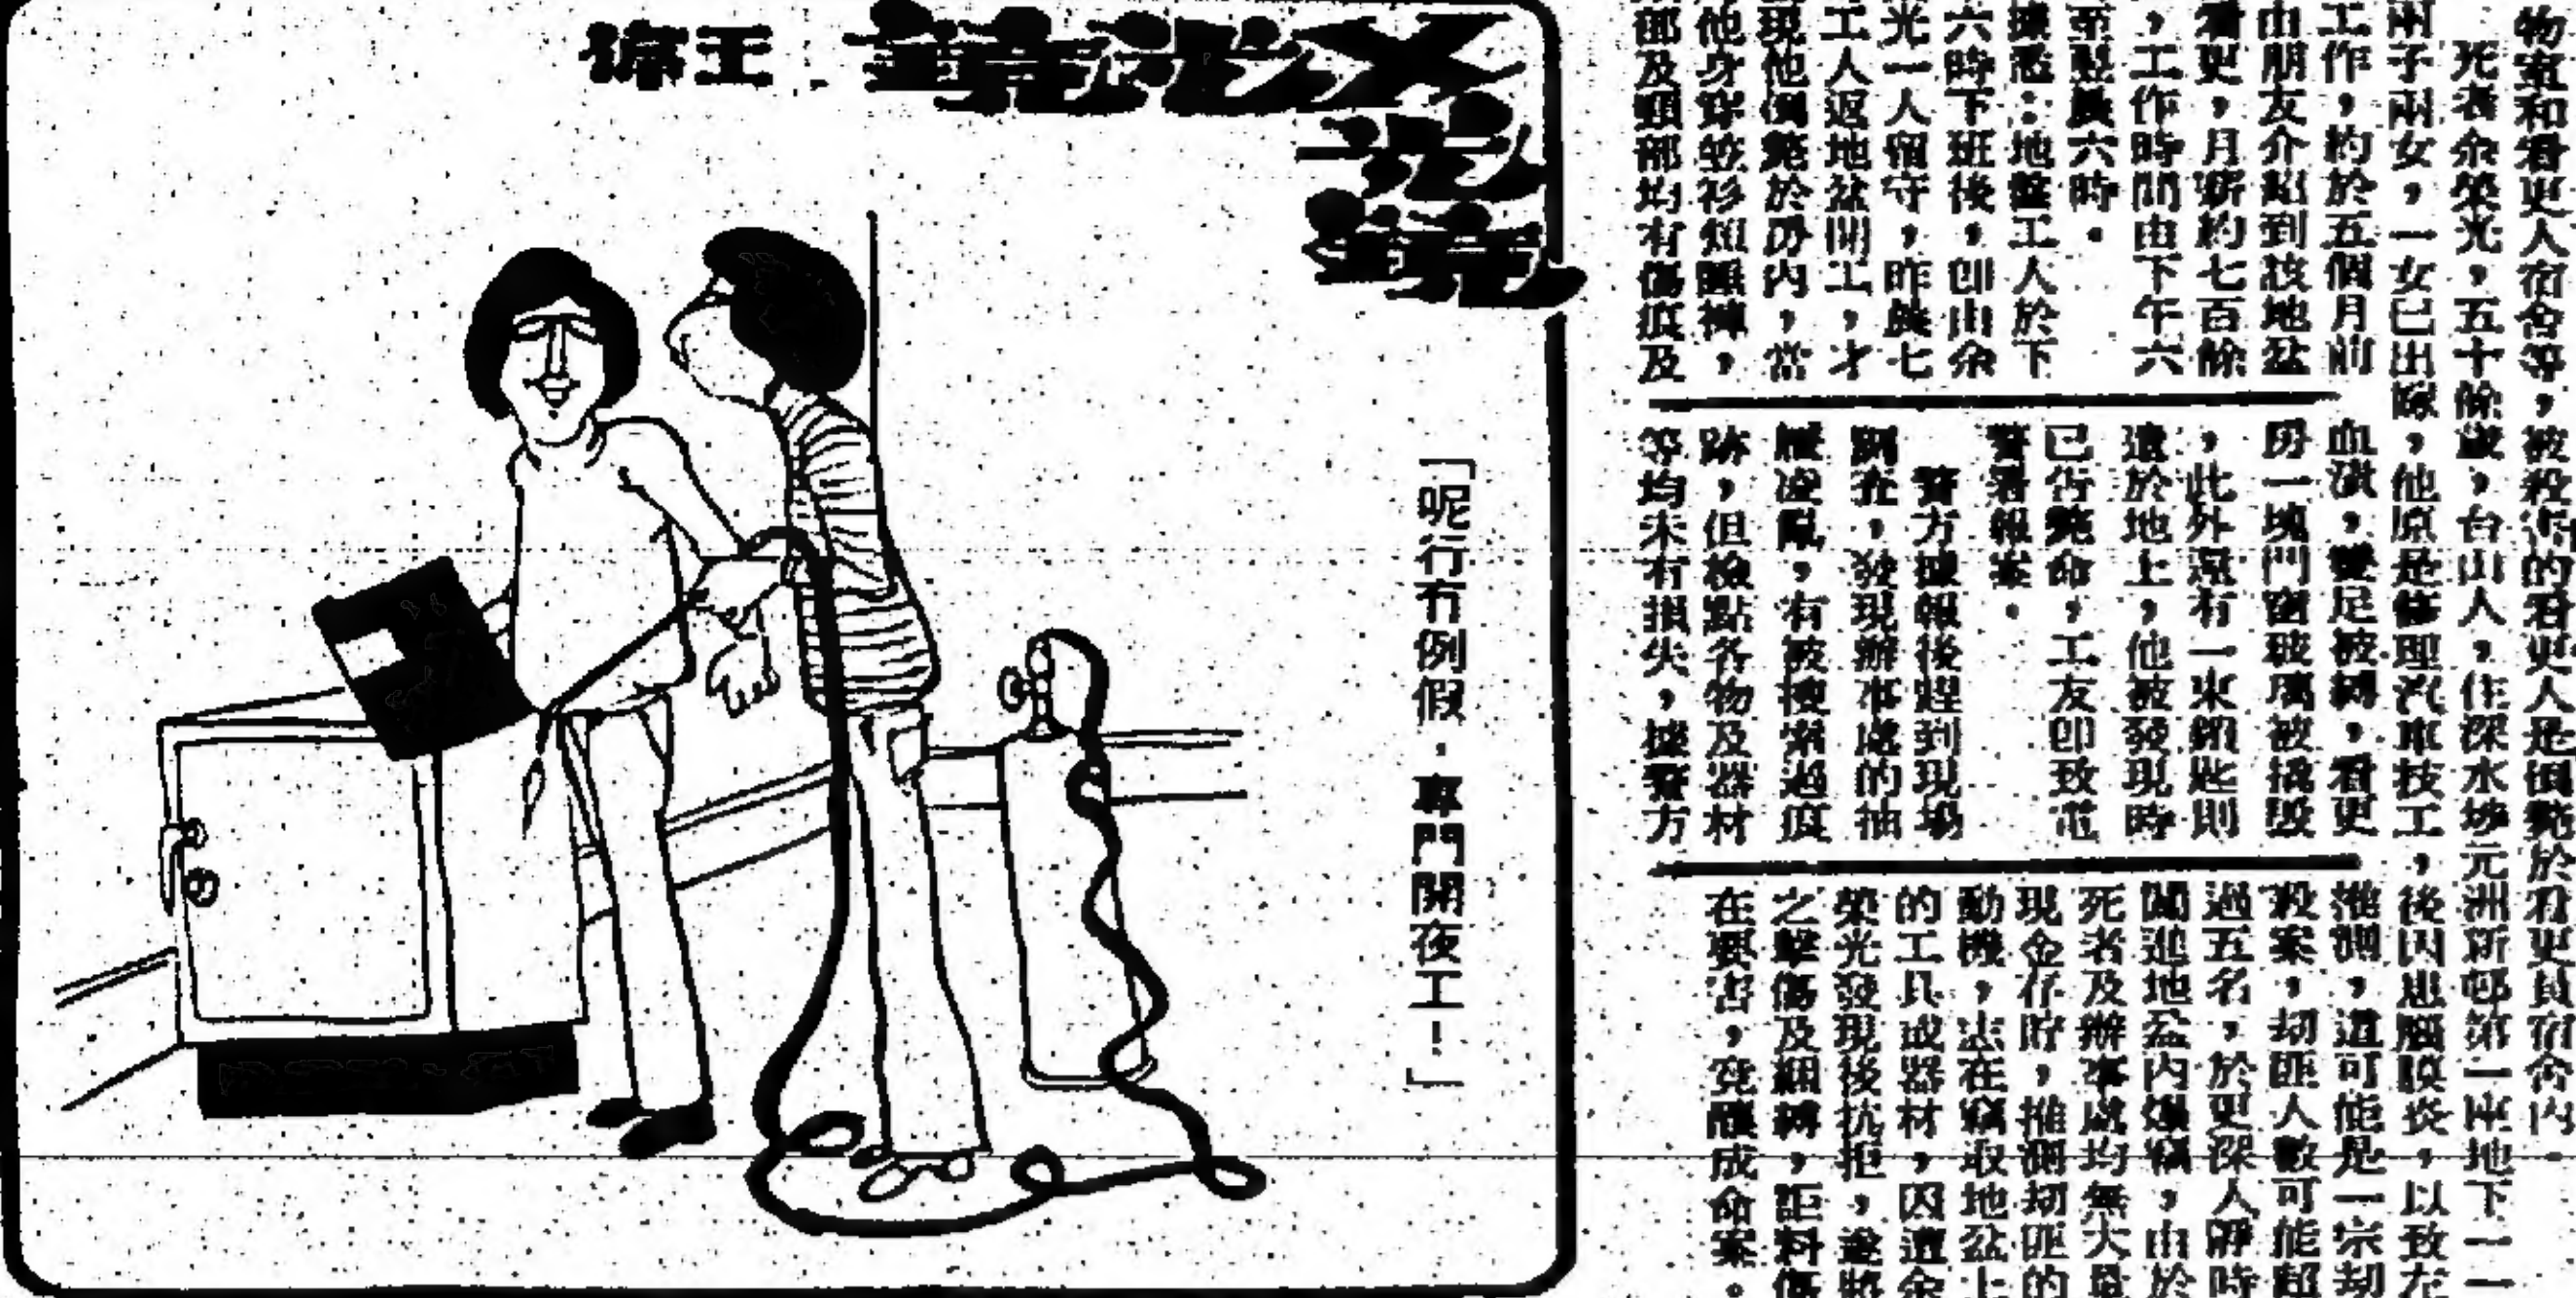 物室和看更人宿舍等，被殺害的看更人是倒斃於看更員宿舍內。
死者余榮光，五十餘歲，台山人，住深水埗元洲新邨第一座地下一一
兩子兩女，一女已出嫁，他原是修理汽車技工，後因患腦膜炎，以致左
工作，約於五個月前
由朋友介紹到該地盆
看更，月薪約七百餘
，工作時間由下午六
至翌晨六時。
據悉：地盤工人於下
六時下班後，卽由余
光一人留守，昨晨七
工人返地盆開工，才
現他倒斃於房內，當
他身穿笠衫短睡褲，
部及頸部均有傷痕及
血漬，雙足被縛，看更
房一塊門窗玻璃被撬毀
，此外還有一束鎖匙則
遺於地上，他被發現時
已告斃命，工友卽致電
警署報案。
警方據報後趕到現場
調查，發現辦事處的抽
屜凌亂，有被搜索過痕
跡，但檢點各物及器材
等均未有損失，據警方
推測，這可能是一宗刧
殺案，刧匪人數可能超
過五名，於更深人靜時
闖進地盆內爆竊，由於
死者及辦事處均無大量
現金存貯，推測刧匪的
動機，志在竊取地盆上
的工具或器材，因遭余
榮光發現後抗拒，遂將
之擊傷及綑縛，詎料傷
在要害，竟釀成命案。
王
「呢行冇例假，專門開夜工！」